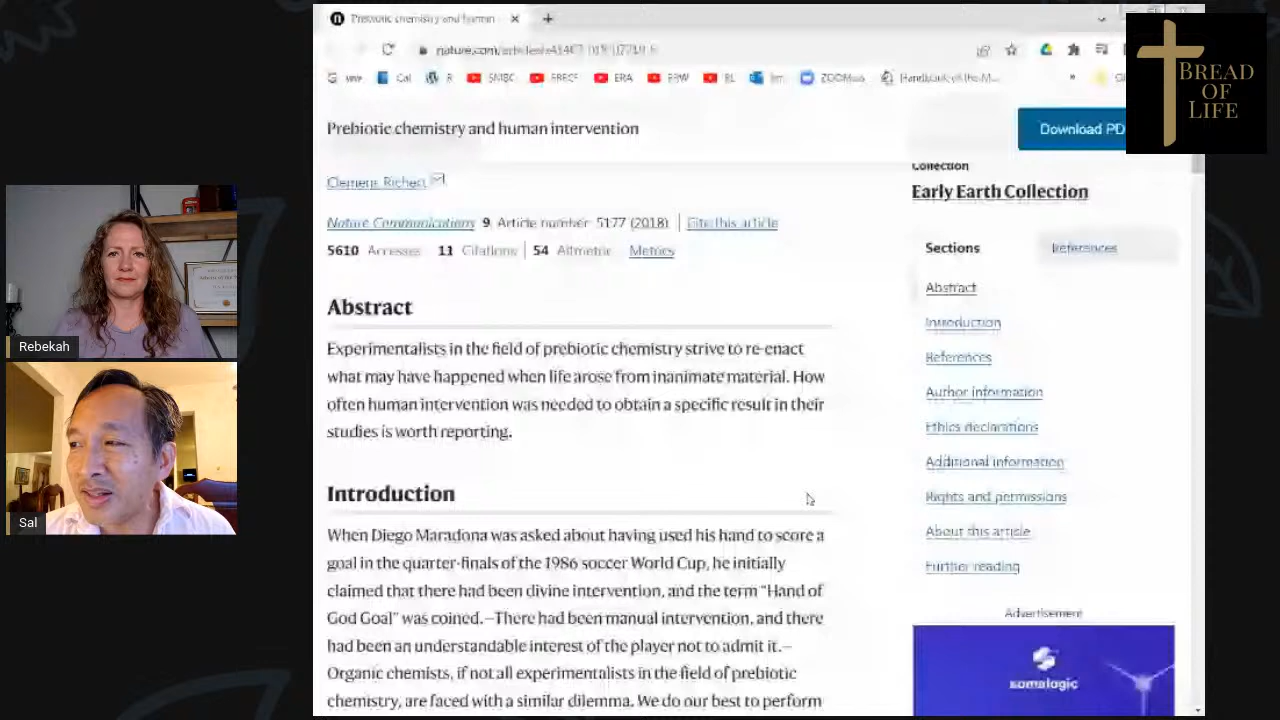 Prebiotic chemistry and human
BREAD
OF
LIFE
Prebiotic chemistry and human intervention
Download PD
Collection
Clemens Richert
Early Earth Collection
Nature Communications 9, Article number: 5177 (2018) | Cite this article
5610 Accesses 11 Citations 54 Altmetric Metrics
Sections
References
Abstract
Experimentalists in the field of prebiotic chemistry strive to re-enact
what may have happened when life arose from inanimate material. How
often human intervention was needed to obtain a specific result in their
studies is worth reporting.
Introduction
When Diego Maradona was asked about having used his hand to score a
goal in the quarter-finals of the 1986 soccer World Cup, he initially
claimed that there had been divine intervention, and the term “Hand of
God Goal” was coined.—There had been manual intervention, and there
had been an understandable interest of the player not to admit it.—
Organic chemists, if not all experimentalists in the field of prebiotic
chemistry, are faced with a similar dilemma. We do our best to perform
Abstract
Introduction
References
Author information
Ethics declarations
Additional information
Rights and permissions
About this article
Further reading
Advertisement
somalogic
Rebekah
Sal